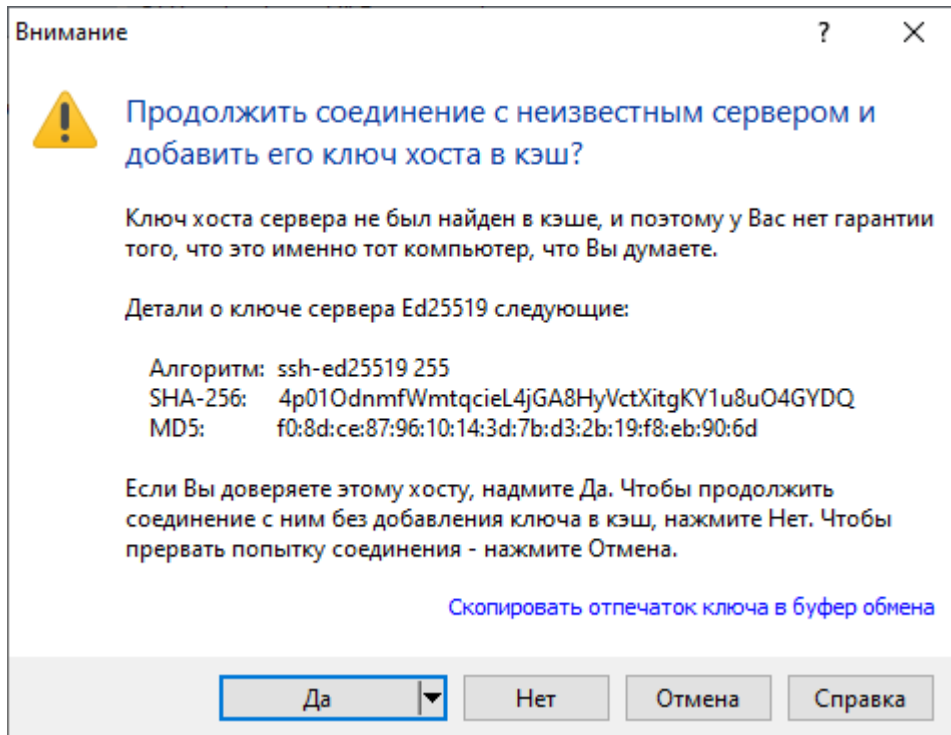 Внимание
?
Продолжить соединение с неизвестным сервером и
добавить его ключ хоста в кэш?
Ключ хоста сервера не был найден в кэше, и поэтому у Вас нет гарантии
того, что это именно тот компьютер, что Вы думаете.
Детали о ключе сервера Ed25519 следующие:
Алгоритм: ssh-ed25519 255
SHA-256: 4p01OdnmfWmtqcieL4jGA8HyVctXitgKY1u8uO4GYDQ
MD5: f0:8d:ce:87:96:10:14:3d:7b:d3:2b:19:f8:eb:90:6d
Если Вы доверяете этому хосту, надмите Да. Чтобы продолжить
соединение с ним без добавления ключа в кэш, нажмите Нет. Чтобы
прервать попытку соединения - нажмите Отмена.
Скопировать отпечаток ключа в буфер обмена
Да Нет Отмена Справка